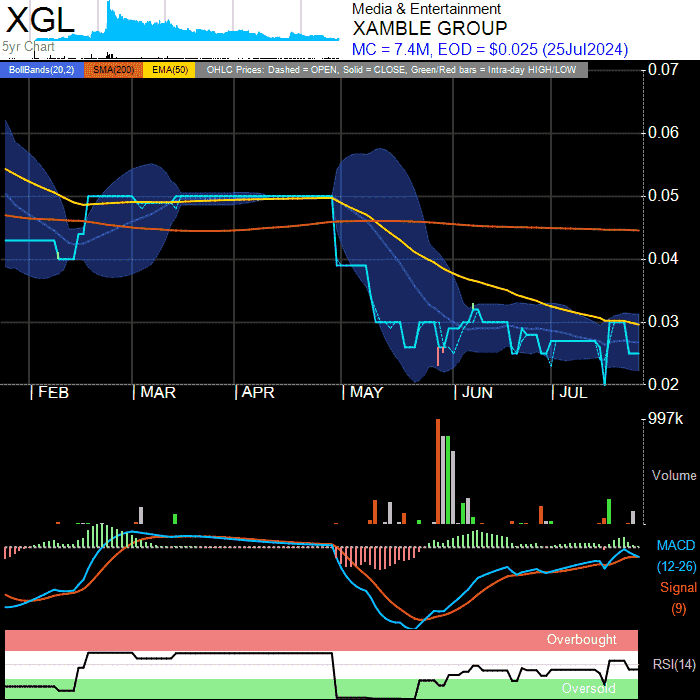 XGL
5yr Chart
Media & Entertainment
XAMBLE GROUP
MC = 7.4M, EOD = $0.025 (25Jul2024)
BollBands(20,2) SMA(200) EMA(50) OHLC Prices: Dashed = OPEN, Solid = CLOSE, Green/Red bars = Intra-day HIGH/LOW
0.07
0.06
0.05
0.04
0.03
0.02
| FEB | MAR | APR | MAY | JUN | JUL
997k
Volume
MACD
(12-26)
Signal
(9)
Overbought
RSI(14)
Oversold